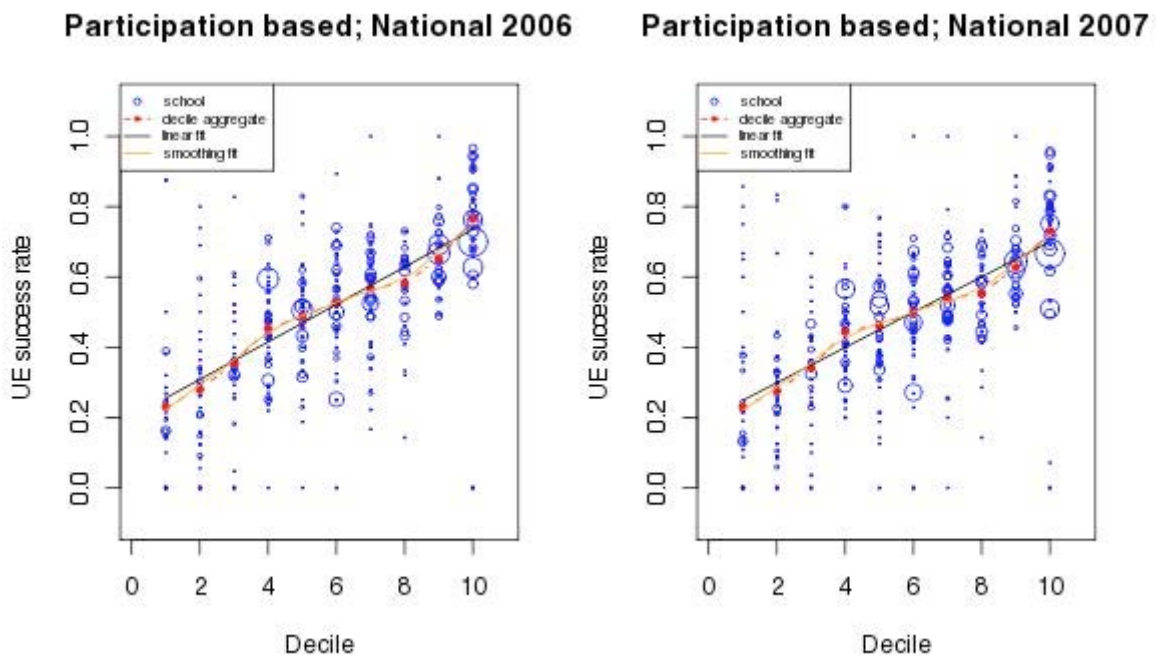 Participation based; National 2006
school
decile aggregate
linear fit
smoothing fit
UE success rate
0.0 0.2 0.4 0.6 0.8 1.0
0 2 4 6 8 10
Decile
Participation based; National 2007
school
decile aggregate
linear fit
smoothing fit
UE success rate
0.0 0.2 0.4 0.6 0.8 1.0
0 2 4 6 8 10
Decile